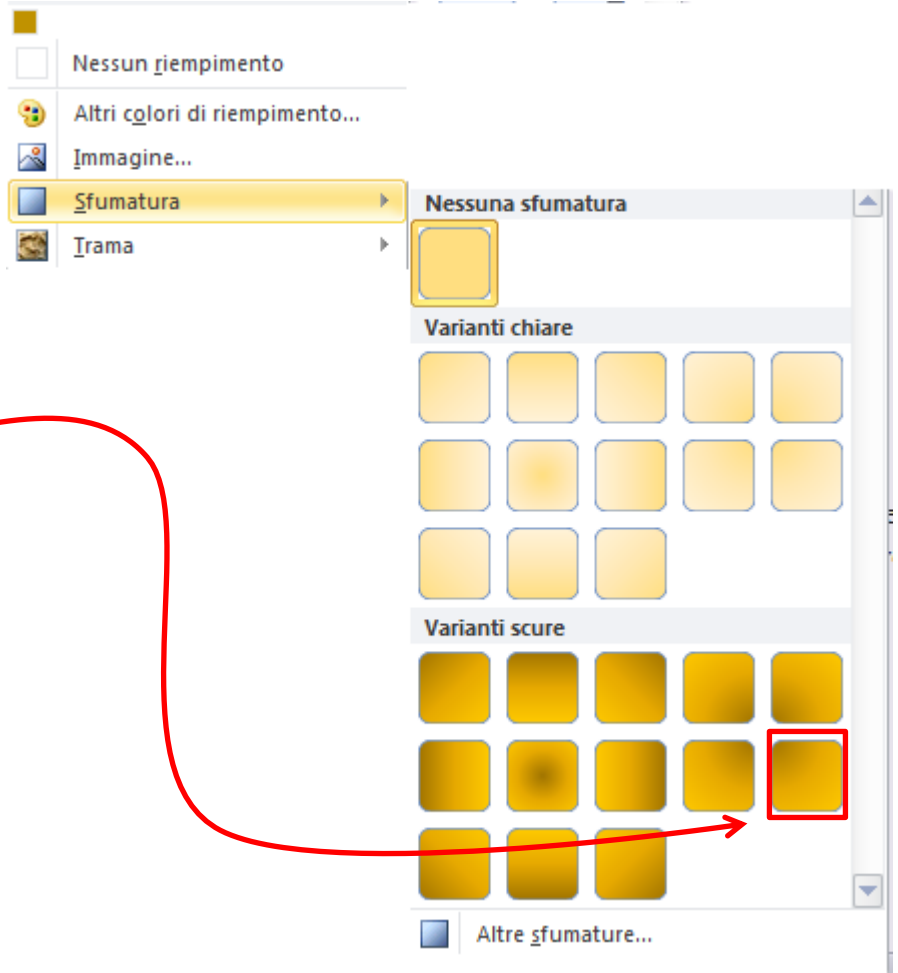 Nessun riempimento
Altri colori di riempimento...
Immagine...
Sfumatura
Trama
Nessuna sfumatura
Varianti chiare
Varianti scure
Altre sfumature...